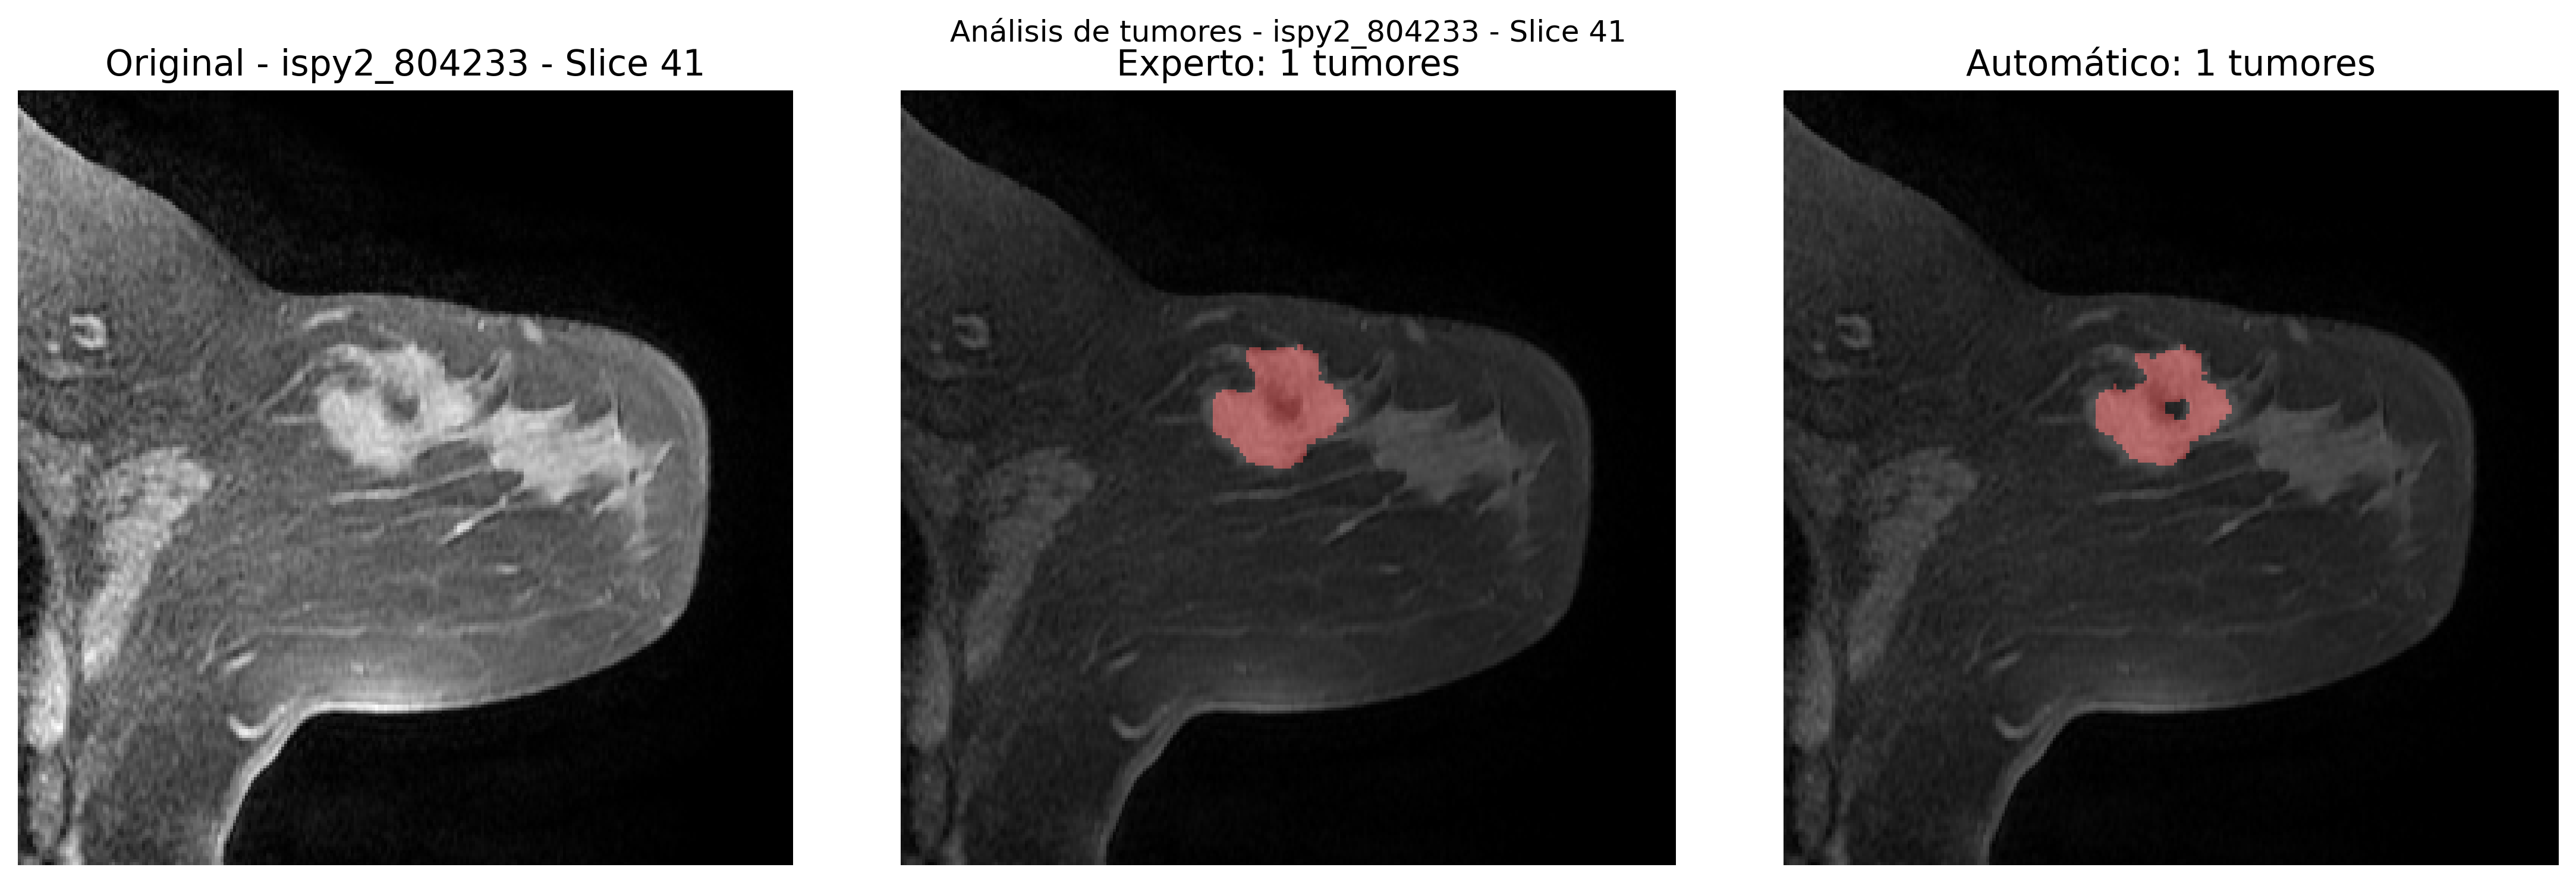 Análisis de tumores - ispy2_804233 - Slice 41
Original - ispy2_804233 - Slice 41
Experto: 1 tumores
Automático: 1 tumores